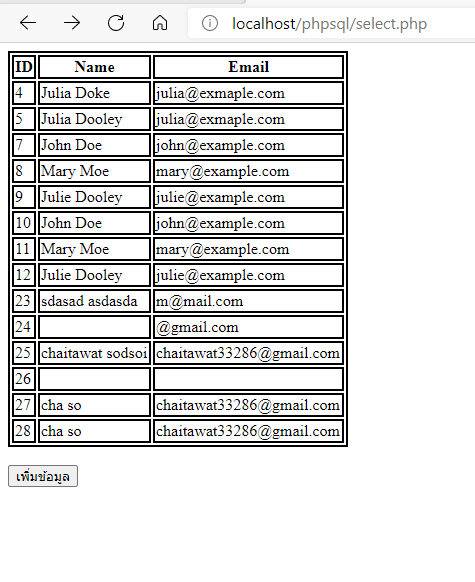 localhost/phpsql/select.php
ID Name Email
4 Julia Doke julia@exmaple.com
5 Julia Dooley julia@exmaple.com
7 John Doe john@example.com
8 Mary Moe mary@example.com
9 Julie Dooley julie@example.com
10 John Doe john@example.com
11 Mary Moe mary@example.com
12 Julie Dooley julie@example.com
23 sdasad asdasda m@mail.com
24 @gmail.com
25 chaitawat sodsoi chaitawat33286@gmail.com
26
27 cha so chaitawat33286@gmail.com
28 cha so chaitawat33286@gmail.com
เพิ่มข้อมูล